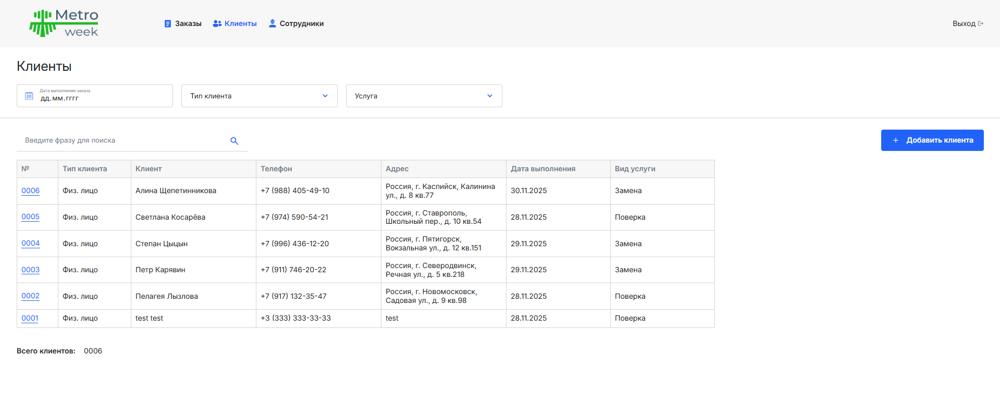 Metro
week
Заказы Клиенты Сотрудники
Выход
Клиенты
Дата выполнения заказа
дд.мм.гггг
Тип клиента
Услуга
Введите фразу для поиска
+ Добавить клиента
№ Тип клиента Клиент Телефон Адрес Дата выполнения Вид услуги
0006 Физ. лицо Алина Щепетинникова +7 (988) 405-49-10 Россия, г. Каспийск, Калинина
ул., д. 8 кв.77 30.11.2025 Замена
0005 Физ. лицо Светлана Косарёва +7 (974) 590-54-21 Россия, г. Ставрополь,
Школьный пер., д. 10 кв.54 28.11.2025 Поверка
0004 Физ. лицо Степан Цыцын +7 (996) 436-12-20 Россия, г. Пятигорск,
Вокзальная ул., д. 12 кв.151 29.11.2025 Замена
0003 Физ. лицо Петр Карявин +7 (911) 746-20-22 Россия, г. Северодвинск,
Речная ул., д. 5 кв.218 29.11.2025 Замена
0002 Физ. лицо Пелагея Лызлова +7 (917) 132-35-47 Россия, г. Новомосковск,
Садовая ул., д. 9 кв.98 28.11.2025 Поверка
0001 Физ. лицо test test +3 (333) 333-33-33 test 28.11.2025 Поверка
Всего клиентов: 0006